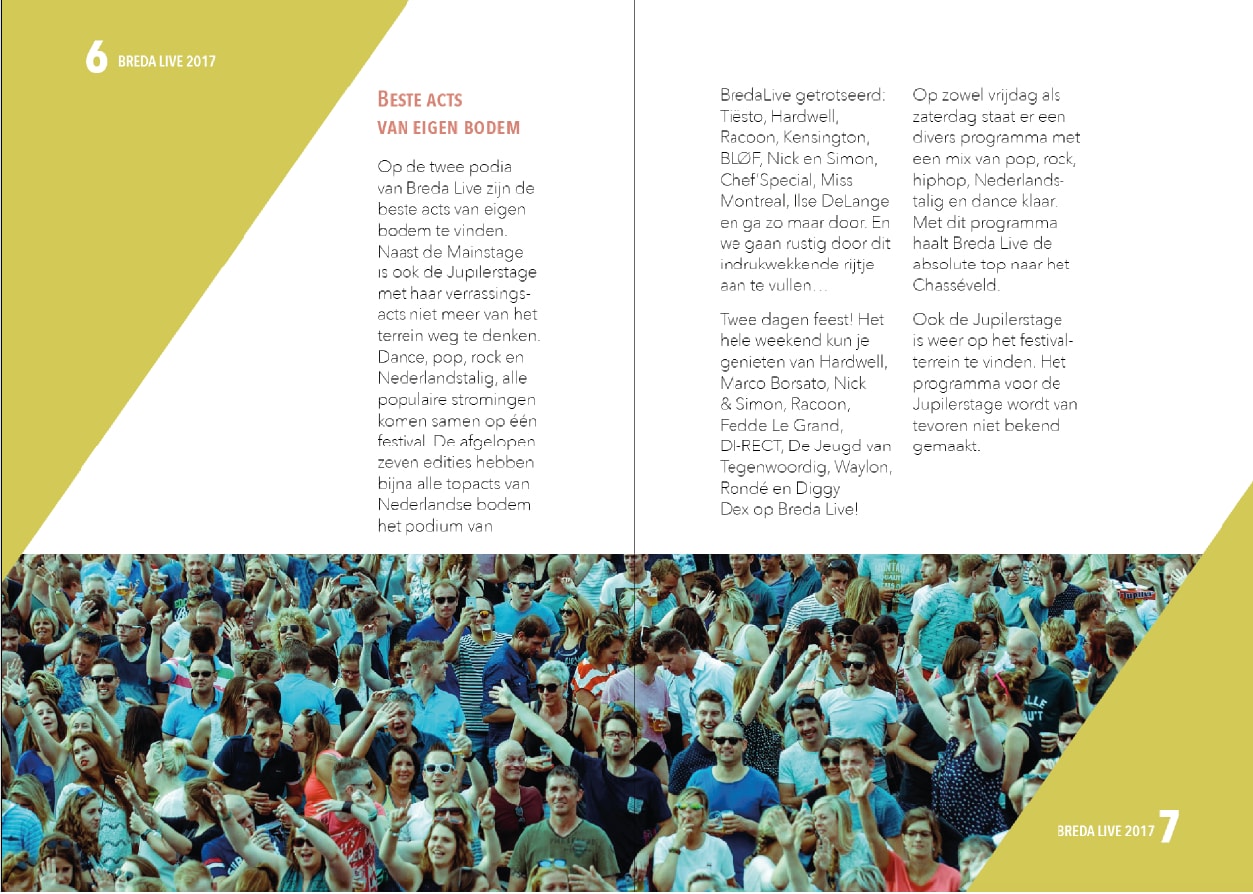 6 BREDA LIVE 2017
BESTE ACTS
VAN EIGEN BODEM
Op de twee podia
van Breda Live zijn de
beste acts van eigen
bodem te vinden.
Naast de Mainstage
is ook de Jupilerstage
met haar verrassings-
acts niet meer van het
terrein weg te denken.
Dance, pop, rock en
Nederlandstalig, alle
populaire stromingen
komen samen op één
festival. De afgelopen
zeven edities hebben
bijna alle topacts van
Nederlandse bodem
het podium van
BredaLive getrotseerd:
Tiësto, Hardwell,
Racoon, Kensington,
BLØF, Nick en Simon,
Chef'Special, Miss
Montreal, Ilse DeLange
en ga zo maar door. En
we gaan rustig door dit
indrukwekkende rijtje
aan te vullen…
Twee dagen feest! Het
hele weekend kun je
genieten van Hardwell,
Marco Borsato, Nick
& Simon, Racoon,
Fedde Le Grand,
DI-RECT, De Jeugd van
Tegenwoordig, Waylon,
Rondé en Diggy
Dex op Breda Live!
Op zowel vrijdag als
zaterdag staat er een
divers programma met
een mix van pop, rock,
hiphop, Nederlands-
talig en dance klaar.
Met dit programma
haalt Breda Live de
absolute top naar het
Chasséveld.
Ook de Jupilerstage
is weer op het festival-
terrein te vinden. Het
programma voor de
Jupilerstage wordt van
tevoren niet bekend
gemaakt.
BREDA LIVE 2017 7